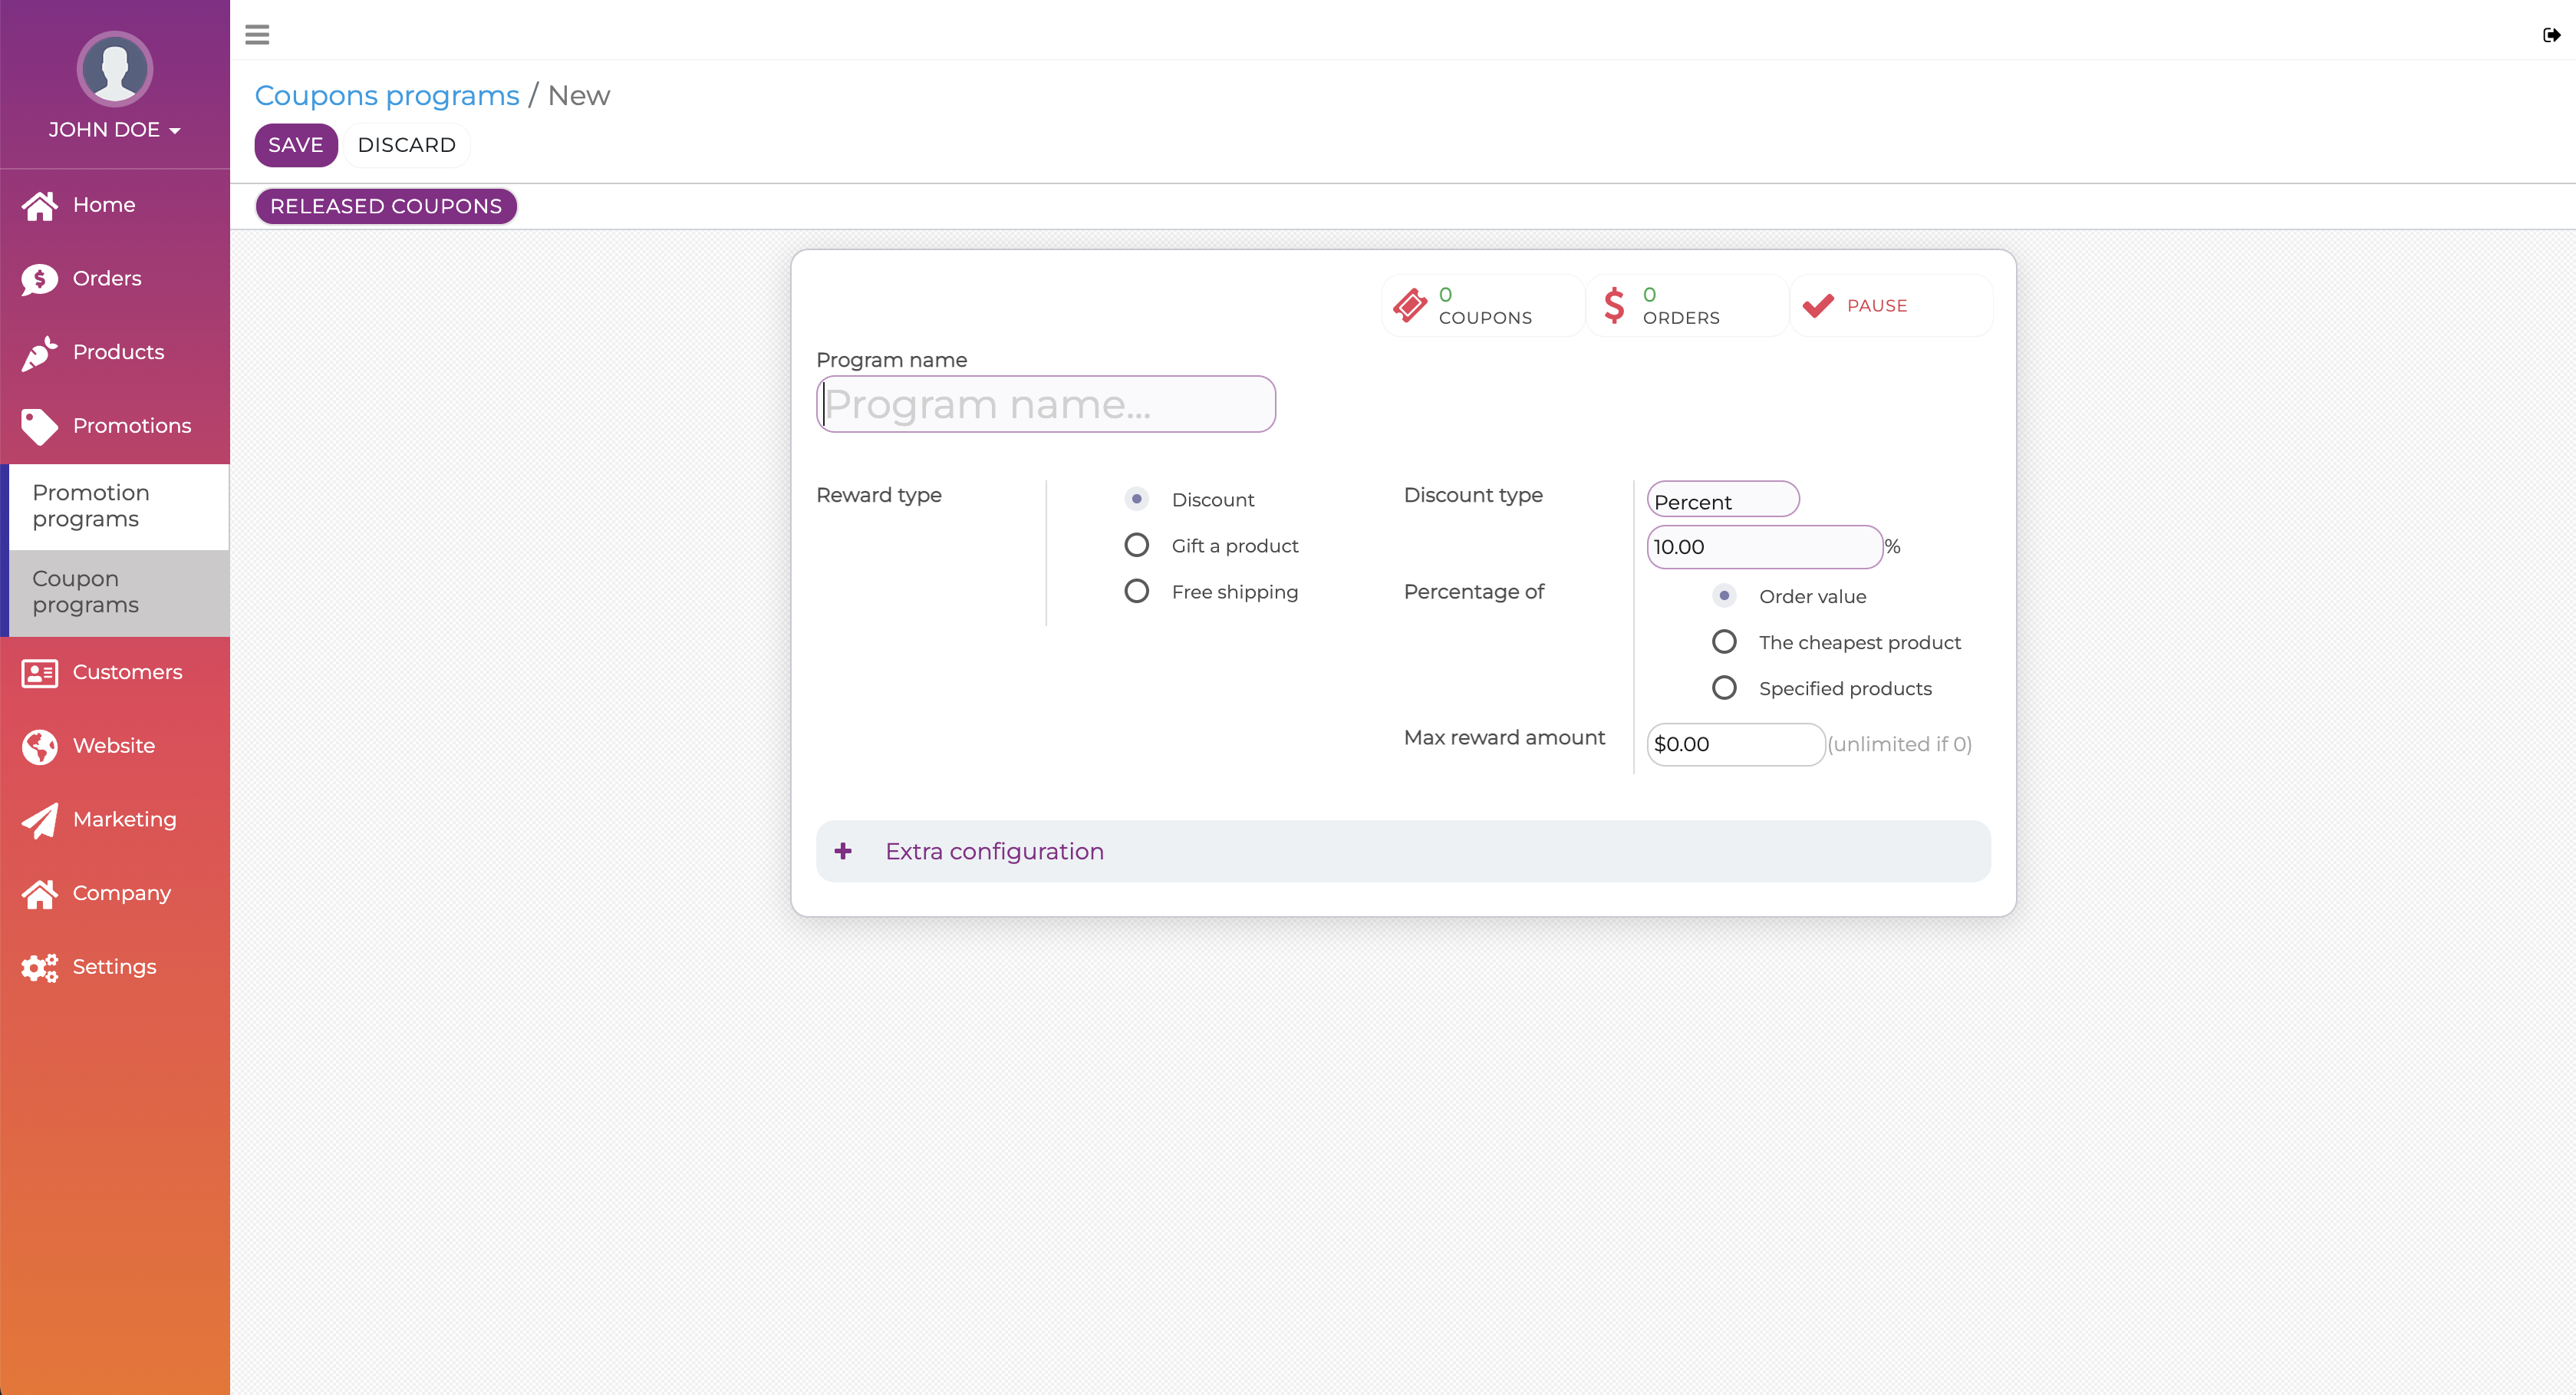 JOHN DOE
Home
Orders
Products
Promotions
Promotion
programs
Coupon
programs
Customers
Website
Marketing
Company
Settings
Coupons programs / New
SAVE DISCARD
RELEASED COUPONS
0
COUPONS
0
ORDERS
PAUSE
Program name
Program name...
Reward type
Discount
Gift a product
Free shipping
Discount type
Percent
10.00 %
Percentage of
Order value
The cheapest product
Specified products
Max reward amount
$0.00 (unlimited if 0)
+ Extra configuration